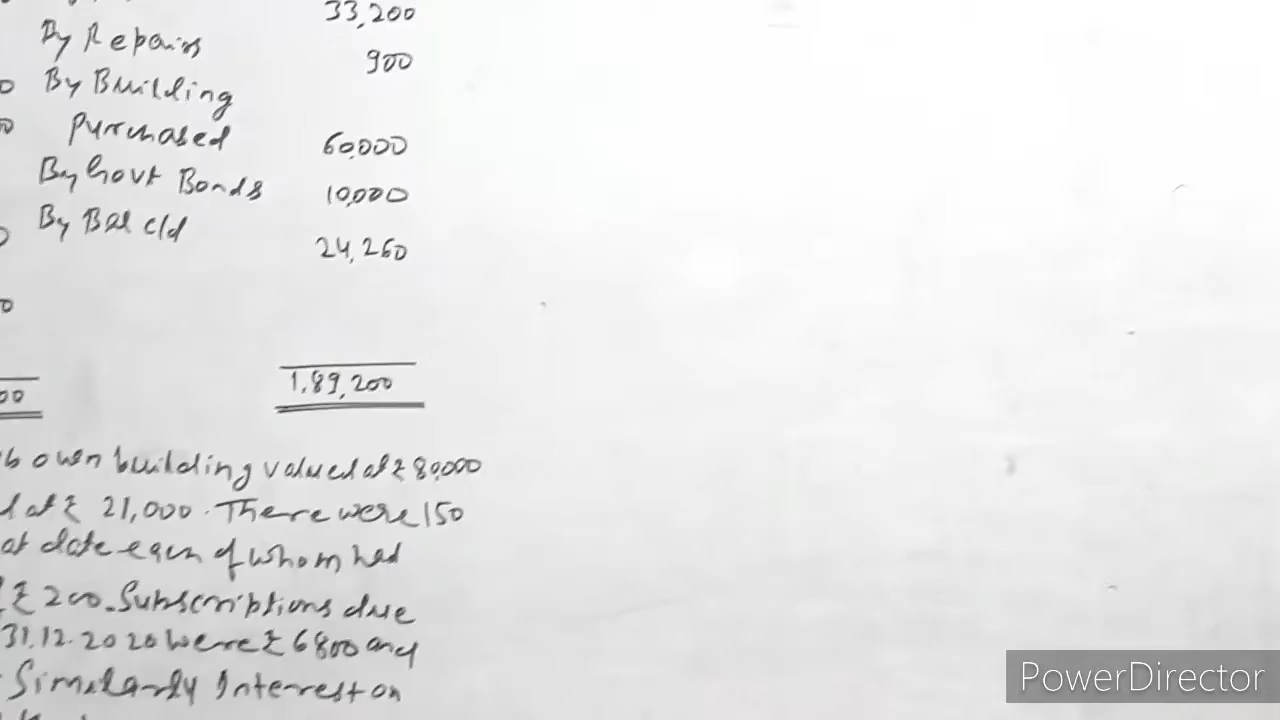 33,200
By Repairs 900
By Building
Purchased 60,000
By Govt Bonds 10,000
By Bal c/d 24,260
00 1,89,200
own building valued at ₹ 80,000
at ₹ 21,000. There were 150
at date each of whom had
₹ 200. Subscriptions due
31.12.2020 were ₹ 6800 and
Similarly Interest on
PowerDirector